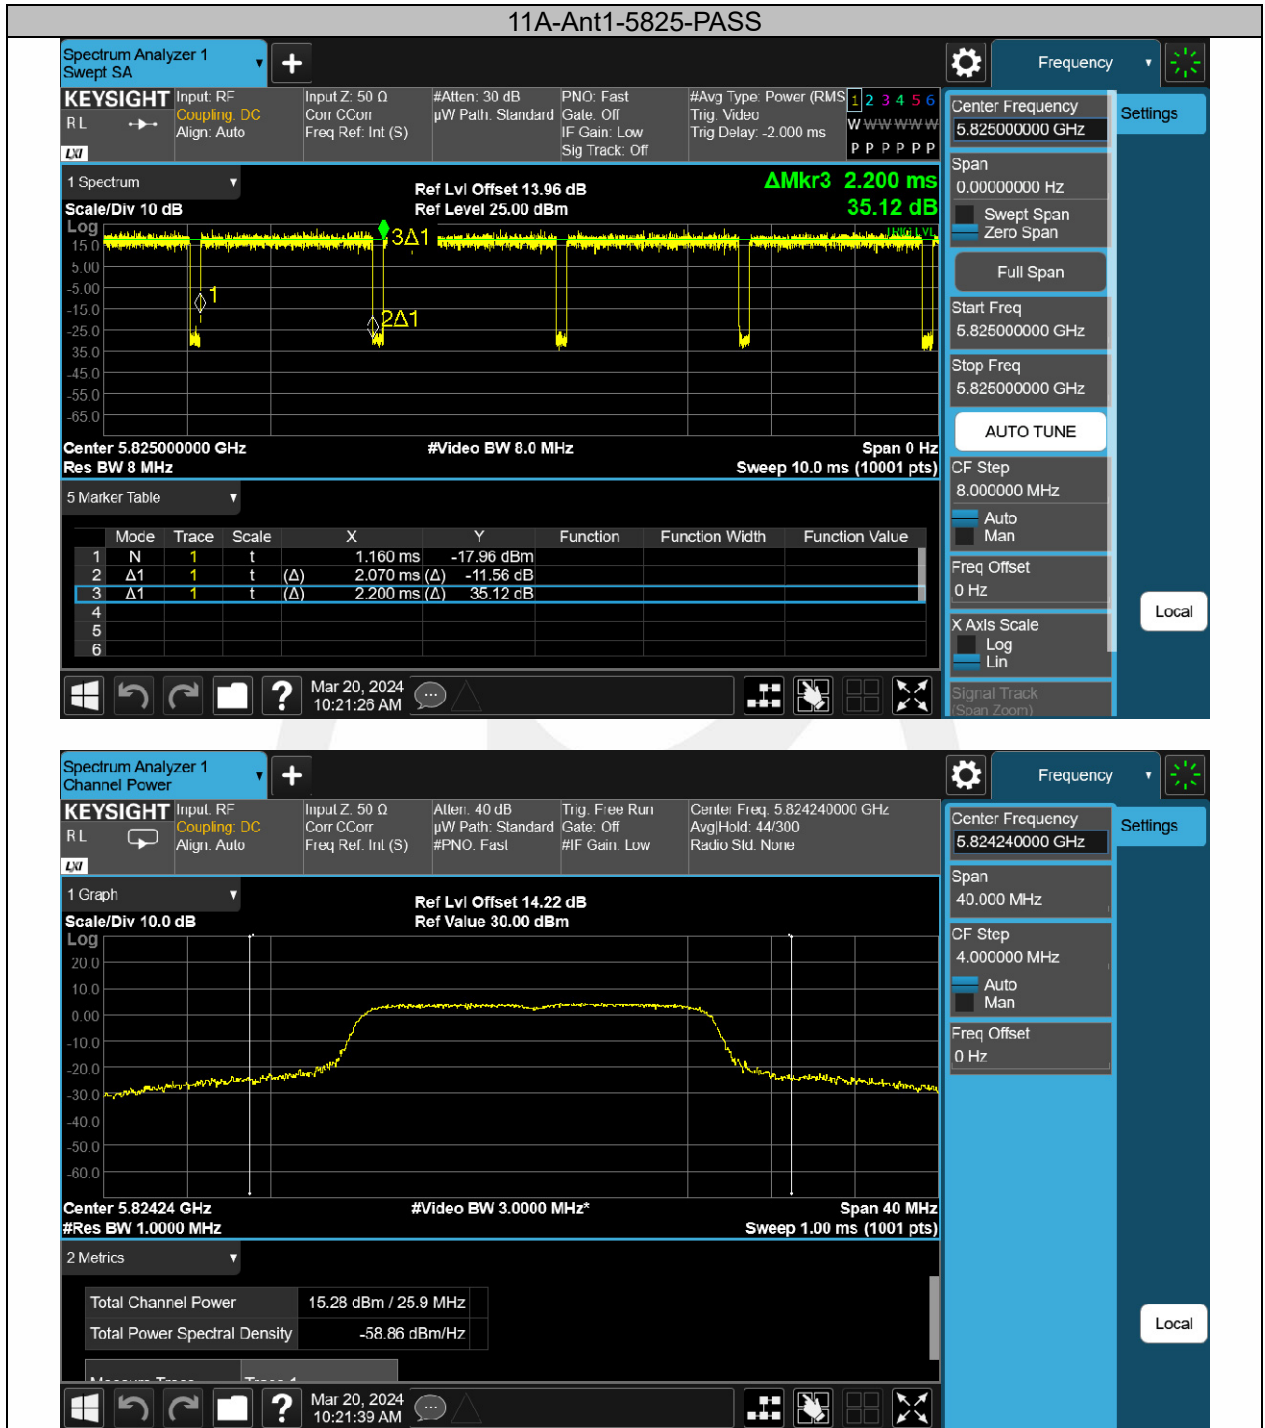 11A-Ant1-5825-PASS
Spectrum Analyzer 1
Swept SA
Frequency
KEYSIGHT
RL
LXI
Input: RF
Coupling: DC
Align: Auto
Input Z: 50 Ω
Corr CCorr
Freq Ref: Int (S)
#Atten: 30 dB
µW Path: Standard
PNO: Fast
Gate: Off
IF Gain: Low
Sig Track: Off
#Avg Type: Power (RMS
Trig: Video
Trig Delay: -2.000 ms
1 2 3 4 5 6
W W W W W W
P P P P P P
Center Frequency
5.825000000 GHz
Settings
Span
0.00000000 Hz
Swept Span
Zero Span
Full Span
Start Freq
5.825000000 GHz
Stop Freq
5.825000000 GHz
AUTO TUNE
CF Step
8.000000 MHz
Auto
Man
Freq Offset
0 Hz
X Axis Scale
Log
Lin
Signal Track
(Span Zoom)
Local
1 Spectrum
Scale/Div 10 dB
Ref Lvl Offset 13.96 dB
Ref Level 25.00 dBm
ΔMkr3 2.200 ms
35.12 dB
Log
15.0
5.00
-5.00
-15.0
-25.0
-35.0
-45.0
-55.0
-65.0
1
2Δ1
3Δ1
TRIG LVL
Center 5.825000000 GHz
#Video BW 8.0 MHz
Span 0 Hz
Res BW 8 MHz
Sweep 10.0 ms (10001 pts)
5 Marker Table
Mode Trace Scale X Y Function Function Width Function Value
1 N 1 t 1.160 ms -17.96 dBm
2 Δ1 1 t (Δ) 2.070 ms (Δ) -11.56 dB
3 Δ1 1 t (Δ) 2.200 ms (Δ) 35.12 dB
4
5
6
?
Mar 20, 2024
10:21:26 AM
Spectrum Analyzer 1
Channel Power
Frequency
KEYSIGHT
RL
LXI
Input: RF
Coupling: DC
Align: Auto
Input Z: 50 Ω
Corr CCorr
Freq Ref: Int (S)
Atten: 40 dB
µW Path: Standard
#PNO: Fast
Trig: Free Run
Gate: Off
#IF Gain: Low
Center Freq: 5.824240000 GHz
Avg|Hold: 44/300
Radio Std: None
Center Frequency
5.824240000 GHz
Settings
Span
40.000 MHz
CF Step
4.000000 MHz
Auto
Man
Freq Offset
0 Hz
Local
1 Graph
Scale/Div 10.0 dB
Ref Lvl Offset 14.22 dB
Ref Value 30.00 dBm
Log
20.0
10.0
0.00
-10.0
-20.0
-30.0
-40.0
-50.0
-60.0
Center 5.82424 GHz
#Video BW 3.0000 MHz*
Span 40 MHz
#Res BW 1.0000 MHz
Sweep 1.00 ms (1001 pts)
2 Metrics
Total Channel Power 15.28 dBm / 25.9 MHz
Total Power Spectral Density -58.86 dBm/Hz
?
Mar 20, 2024
10:21:39 AM